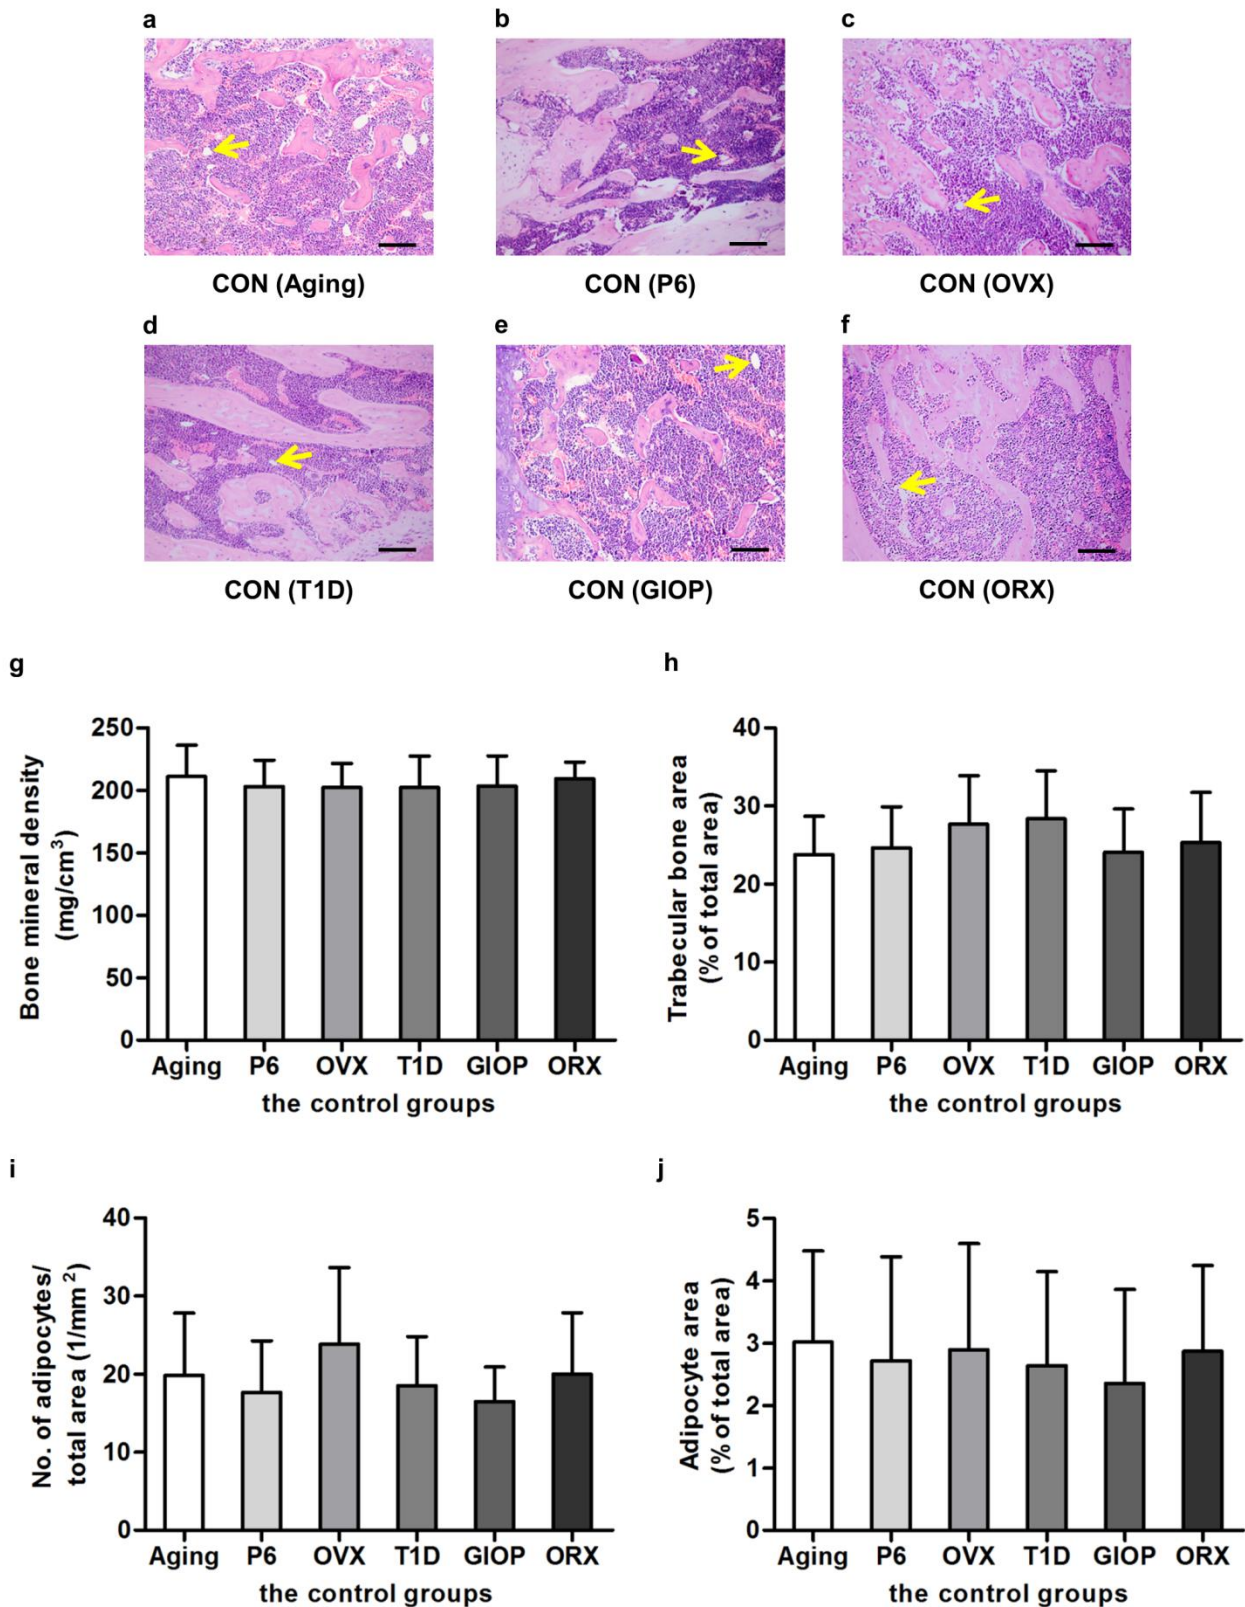 a
b
c
CON (Aging)
CON (P6)
CON (OVX)
d
e
f
CON (T1D)
CON (GIOP)
CON (ORX)
g
Bone mineral density
(mg/cm³)
250
200
150
100
50
0
Aging P6 OVX T1D GIOP ORX
the control groups
h
Trabecular bone area
(% of total area)
40
30
20
10
0
Aging P6 OVX T1D GIOP ORX
the control groups
i
No. of adipocytes/
total area (1/mm²)
40
30
20
10
0
Aging P6 OVX T1D GIOP ORX
the control groups
j
Adipocyte area
(% of total area)
5
4
3
2
1
0
Aging P6 OVX T1D GIOP ORX
the control groups